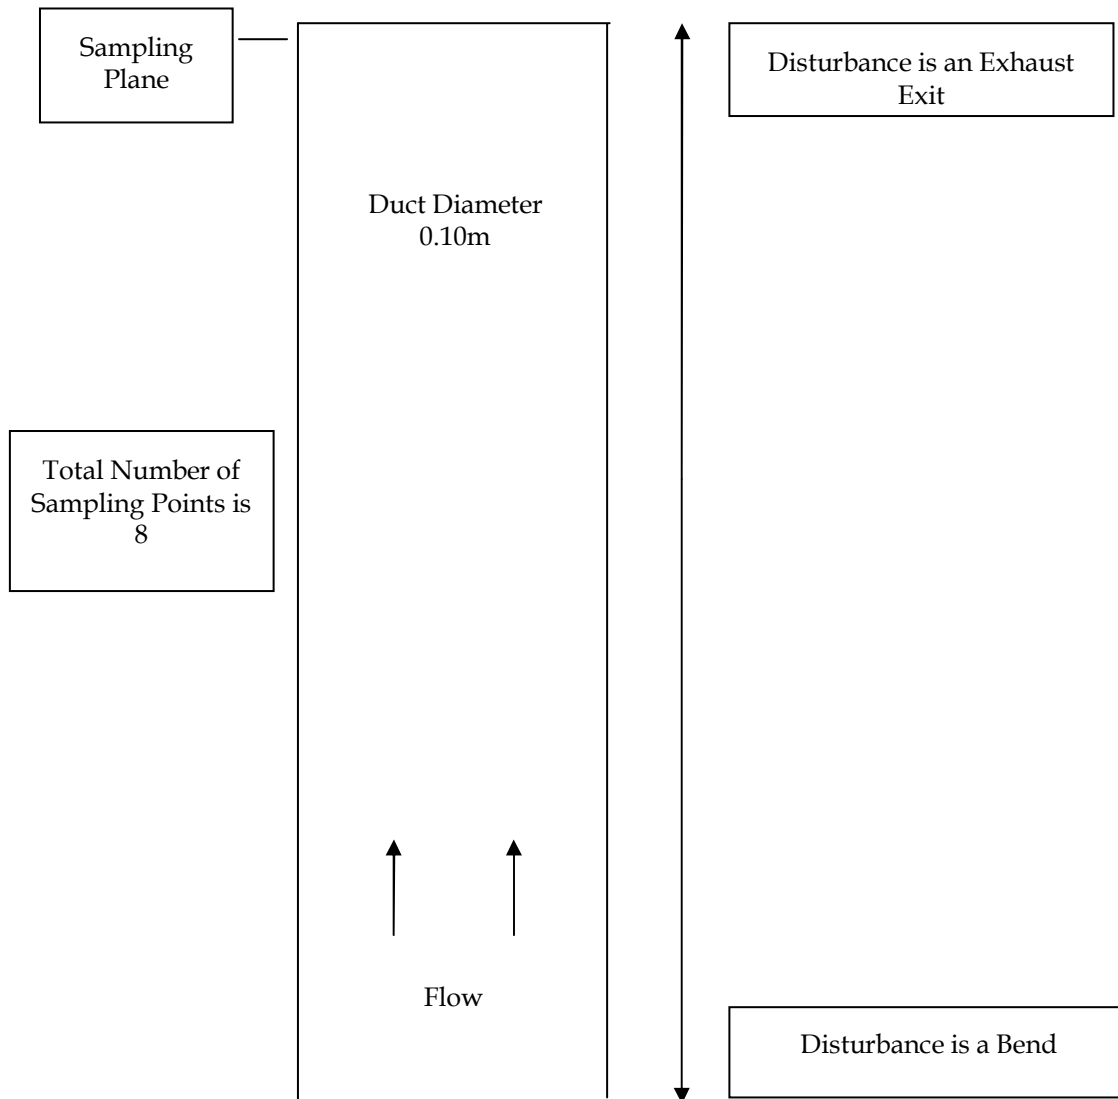 Sampling
Plane
Disturbance is an Exhaust
Exit
Duct Diameter
0.10m
Total Number of
Sampling Points is
8
Flow
Disturbance is a Bend